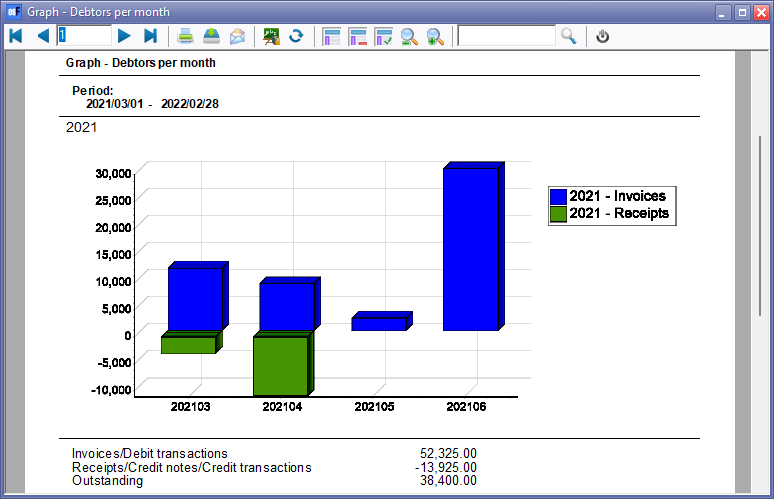 Graph - Debtors per month
1
Graph - Debtors per month
Period:
2021/03/01 - 2022/02/28
2021
30,000
25,000
20,000
15,000
10,000
5,000
0
-5,000
-10,000
202103 202104 202105 202106
2021 - Invoices
2021 - Receipts
Invoices/Debit transactions 52,325.00
Receipts/Credit notes/Credit transactions -13,925.00
Outstanding 38,400.00